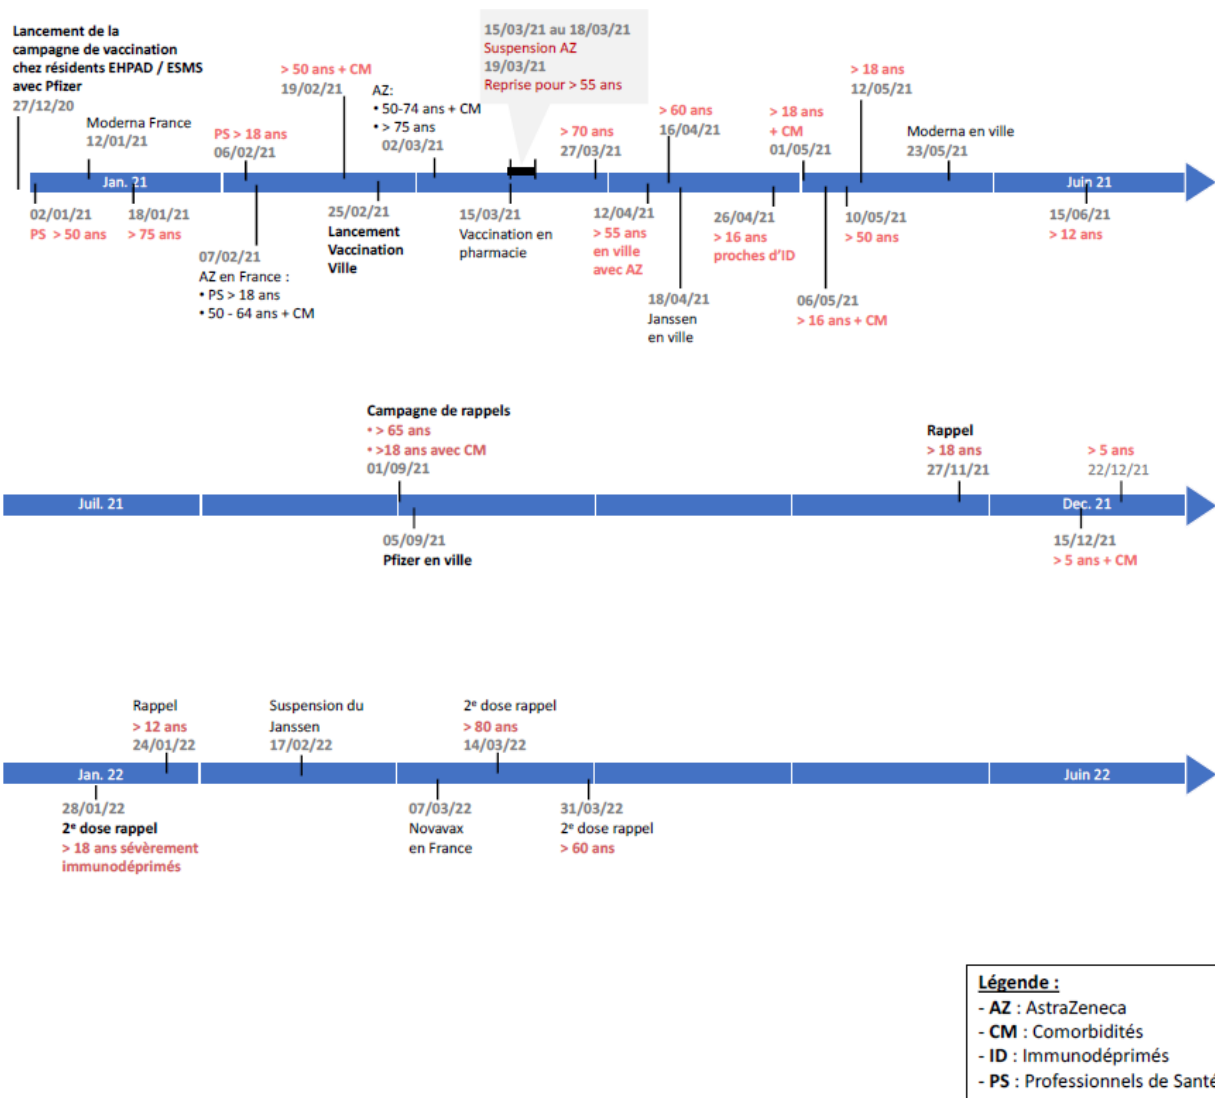 Lancement de la
campagne de vaccination
chez résidents EHPAD / ESMS
avec Pfizer
27/12/20
Moderna France
12/01/21
PS > 18 ans
06/02/21
> 50 ans + CM
19/02/21
AZ:
• 50-74 ans + CM
• > 75 ans
02/03/21
15/03/21 au 18/03/21
Suspension AZ
19/03/21
Reprise pour > 55 ans
> 70 ans
27/03/21
> 60 ans
16/04/21
> 18 ans
+ CM
01/05/21
> 18 ans
12/05/21
Moderna en ville
23/05/21
Jan. 21
Juin 21
02/01/21
PS > 50 ans
18/01/21
> 75 ans
07/02/21
AZ en France :
• PS > 18 ans
• 50 - 64 ans + CM
25/02/21
Lancement
Vaccination
Ville
15/03/21
Vaccination en
pharmacie
12/04/21
> 55 ans
en ville
avec AZ
18/04/21
Janssen
en ville
26/04/21
> 16 ans
proches d'ID
06/05/21
> 16 ans + CM
10/05/21
> 50 ans
15/06/21
> 12 ans
Campagne de rappels
• > 65 ans
• >18 ans avec CM
01/09/21
Rappel
> 18 ans
27/11/21
> 5 ans
22/12/21
Juil. 21
Dec. 21
05/09/21
Pfizer en ville
15/12/21
> 5 ans + CM
Rappel
> 12 ans
24/01/22
Suspension du
Janssen
17/02/22
2e dose rappel
> 80 ans
14/03/22
Jan. 22
Juin 22
28/01/22
2e dose rappel
> 18 ans sévèrement
immunodéprimés
07/03/22
Novavax
en France
31/03/22
2e dose rappel
> 60 ans
Légende :
- AZ : AstraZeneca
- CM : Comorbidités
- ID : Immunodéprimés
- PS : Professionnels de Santé